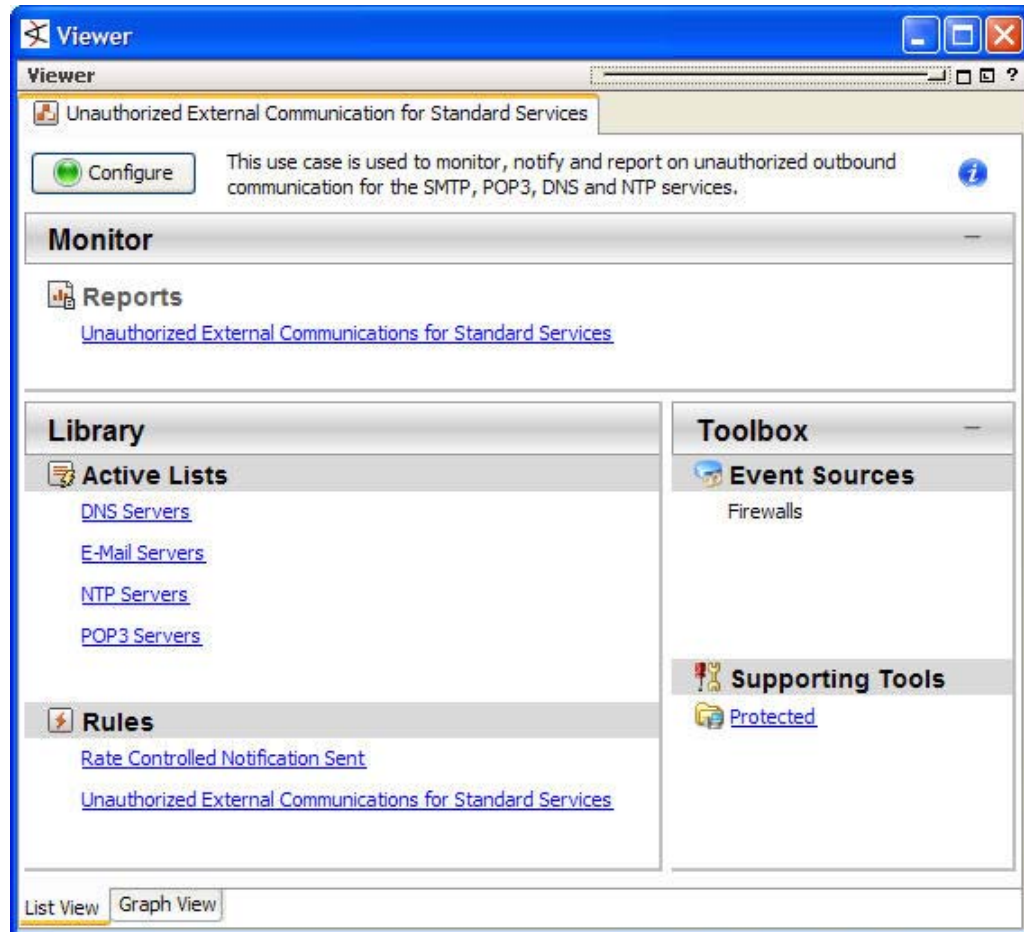 Viewer
Viewer
?
Unauthorized External Communication for Standard Services
Configure
This use case is used to monitor, notify and report on unauthorized outbound
communication for the SMTP, POP3, DNS and NTP services.
i
Monitor
Reports
Unauthorized External Communications for Standard Services
Library
Active Lists
DNS Servers
E-Mail Servers
NTP Servers
POP3 Servers
Rules
Rate Controlled Notification Sent
Unauthorized External Communications for Standard Services
Toolbox
Event Sources
Firewalls
Supporting Tools
Protected
List View
Graph View